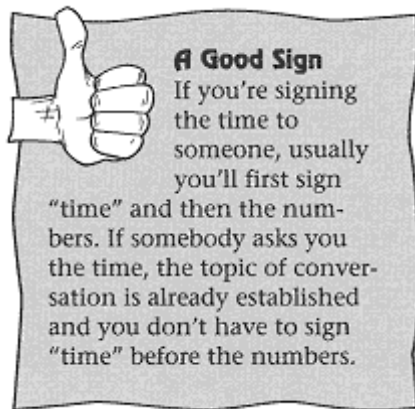 A Good Sign
If you're signing
the time to
someone, usually
you'll first sign
"time" and then the num-
bers. If somebody asks you
the time, the topic of conver-
sation is already established
and you don't have to sign
"time" before the numbers.